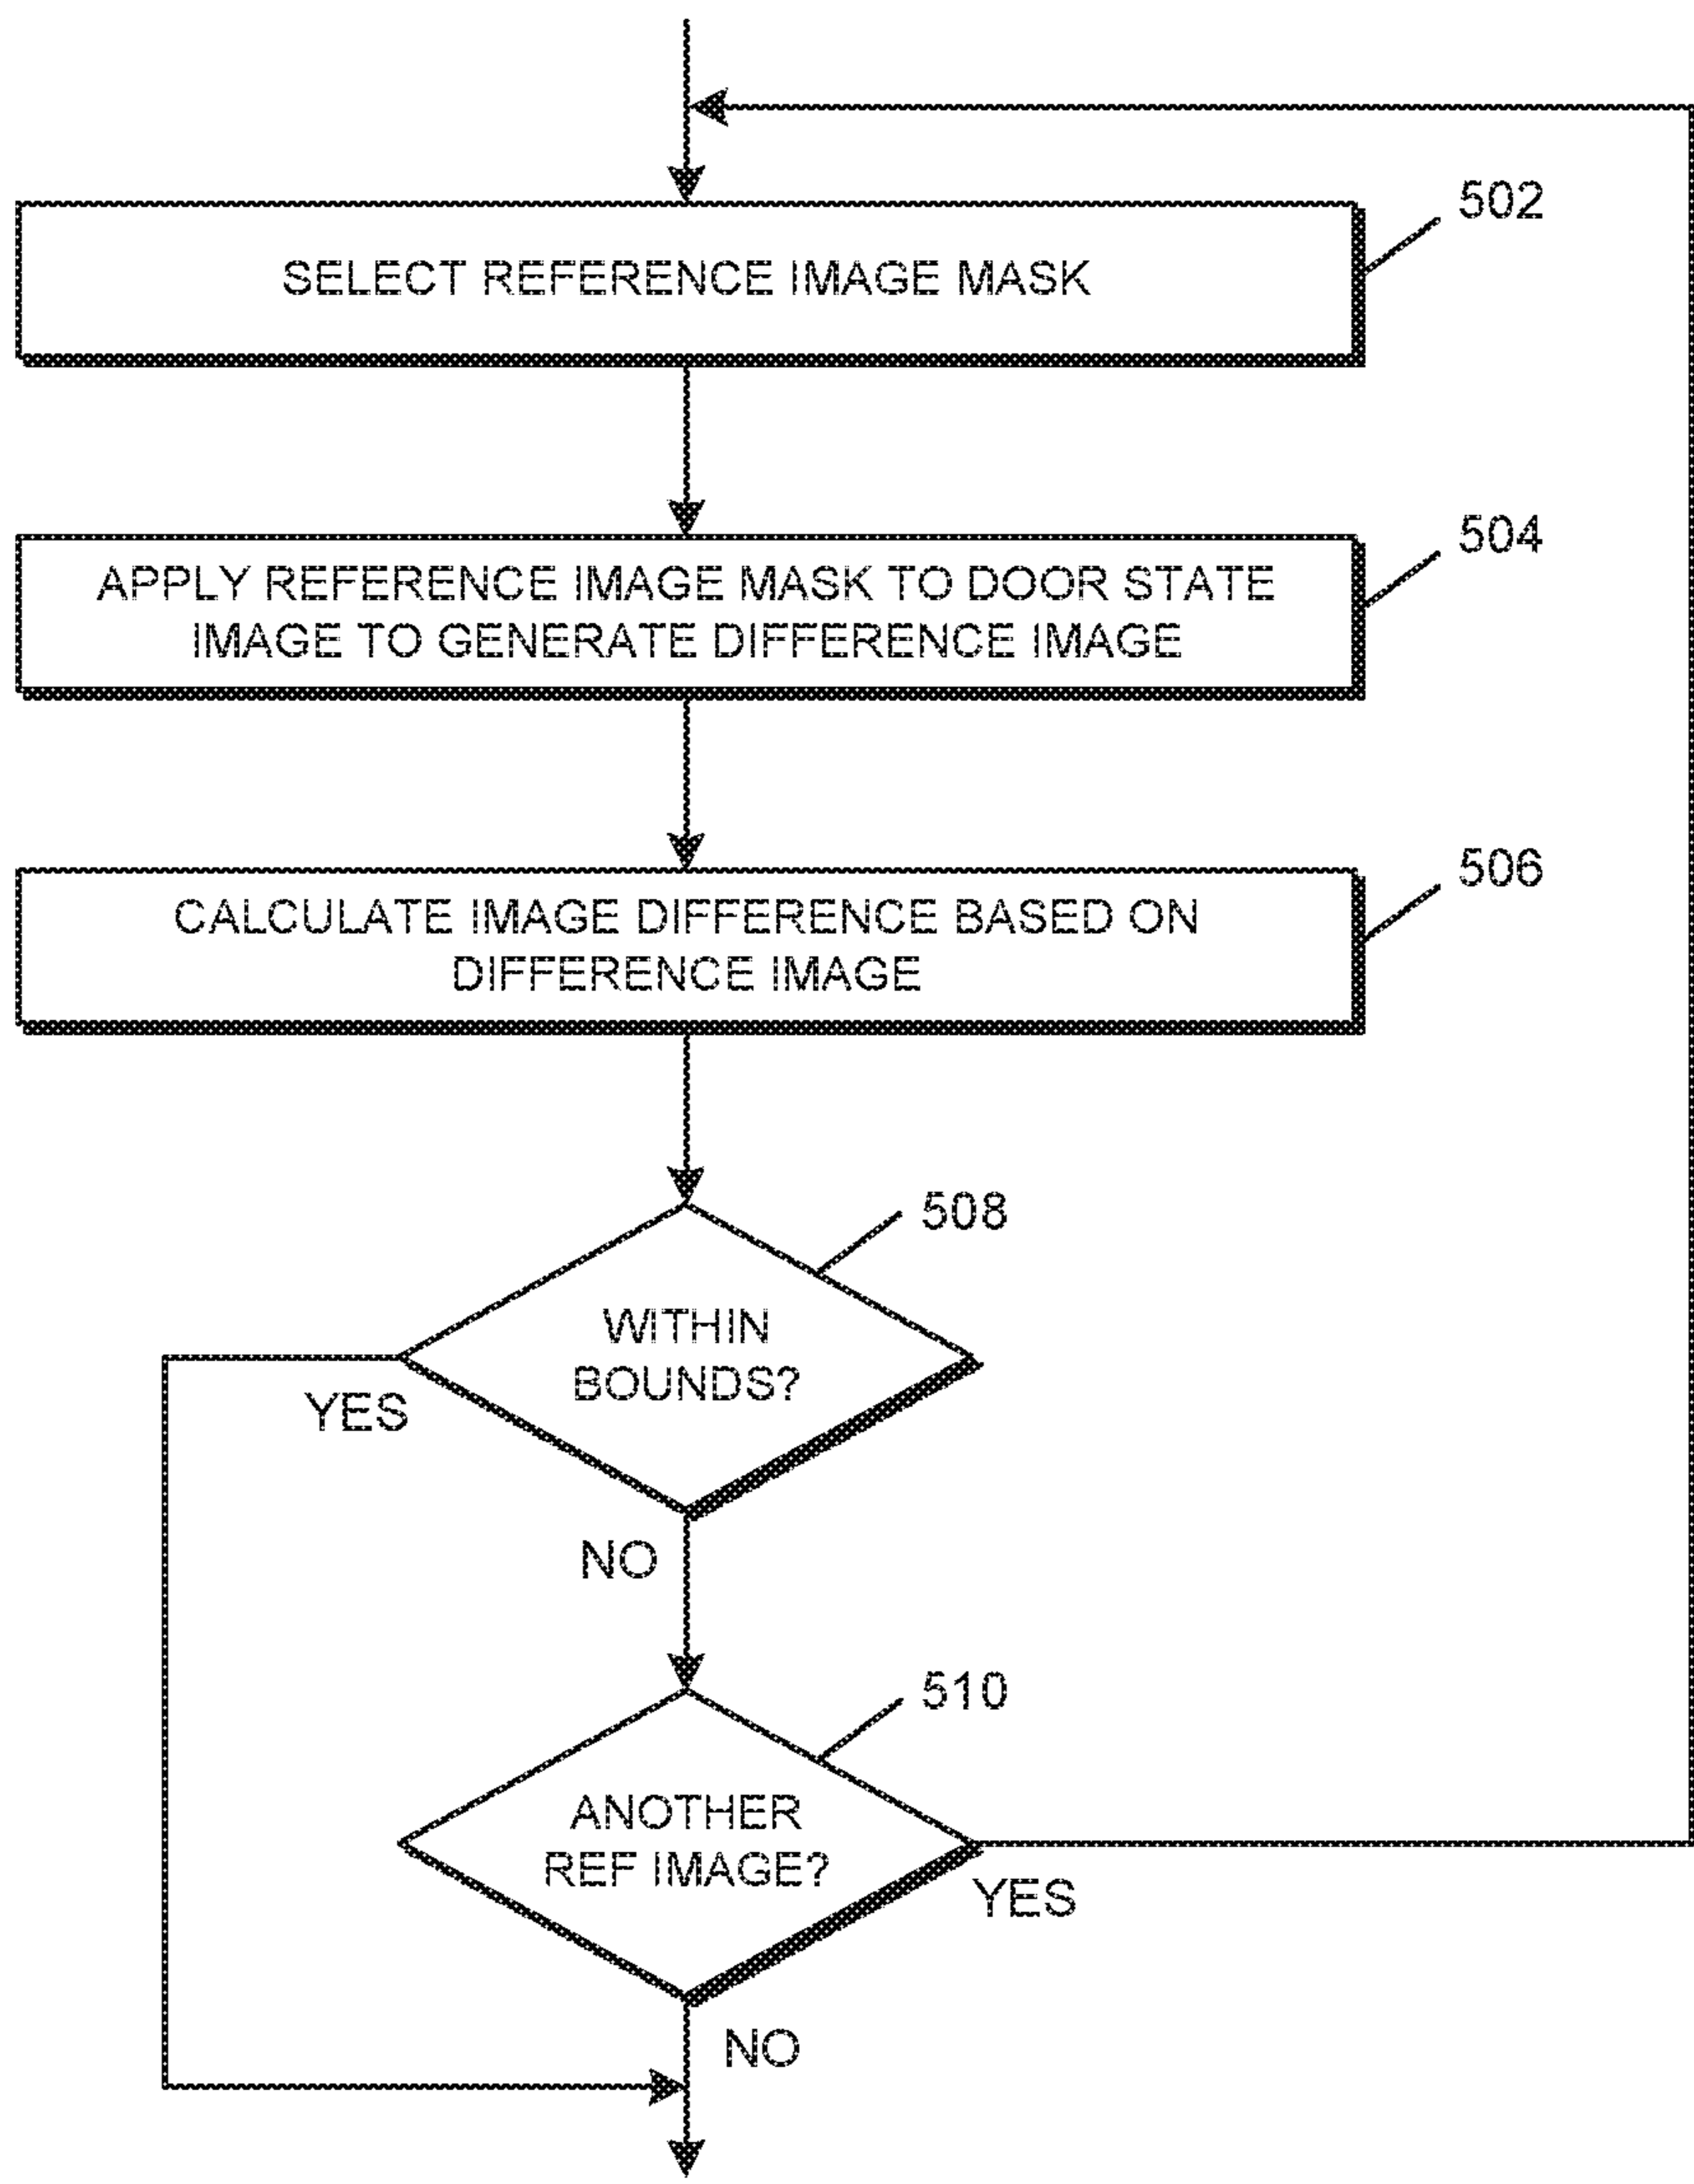 502
SELECT REFERENCE IMAGE MASK
504
APPLY REFERENCE IMAGE MASK TO DOOR STATE
IMAGE TO GENERATE DIFFERENCE IMAGE
506
CALCULATE IMAGE DIFFERENCE BASED ON
DIFFERENCE IMAGE
508
WITHIN
BOUNDS?
YES
NO
510
ANOTHER
REF IMAGE?
YES
NO